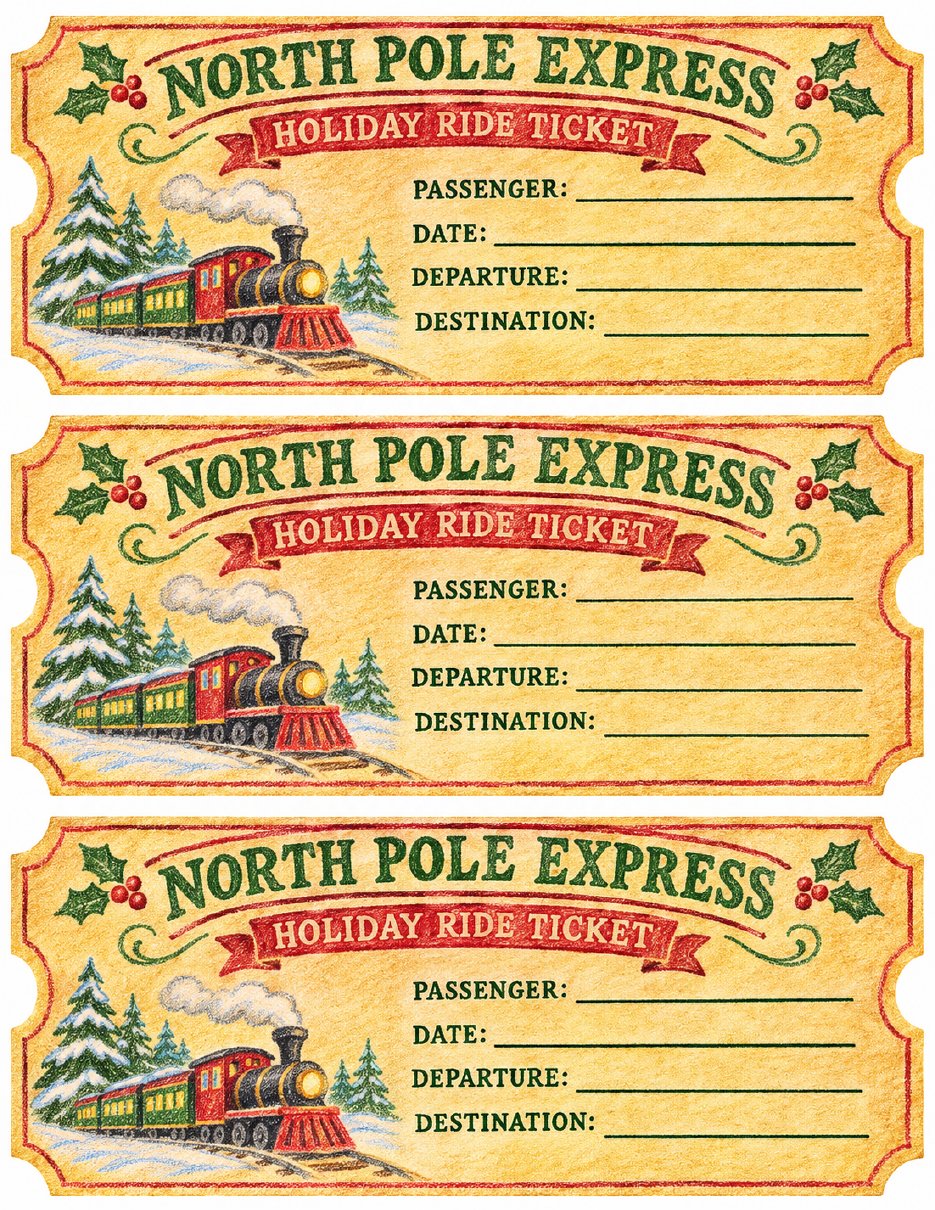 NORTH POLE EXPRESS
HOLIDAY RIDE TICKET
PASSENGER:
DATE:
DEPARTURE:
DESTINATION:
NORTH POLE EXPRESS
HOLIDAY RIDE TICKET
PASSENGER:
DATE:
DEPARTURE:
DESTINATION:
NORTH POLE EXPRESS
HOLIDAY RIDE TICKET
PASSENGER:
DATE:
DEPARTURE:
DESTINATION: